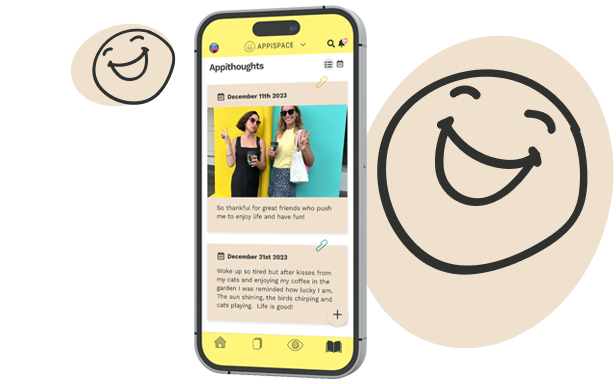 APPISPACE
Appithoughts
December 11th 2023
So thankful for great friends who push
me to enjoy life and have fun!
December 21st 2023
Woke up so tired but after kisses from
my cats and enjoying my coffee in the
garden I was reminded how lucky I am.
The sun shining, the birds chirping and
cats playing. Life is good!